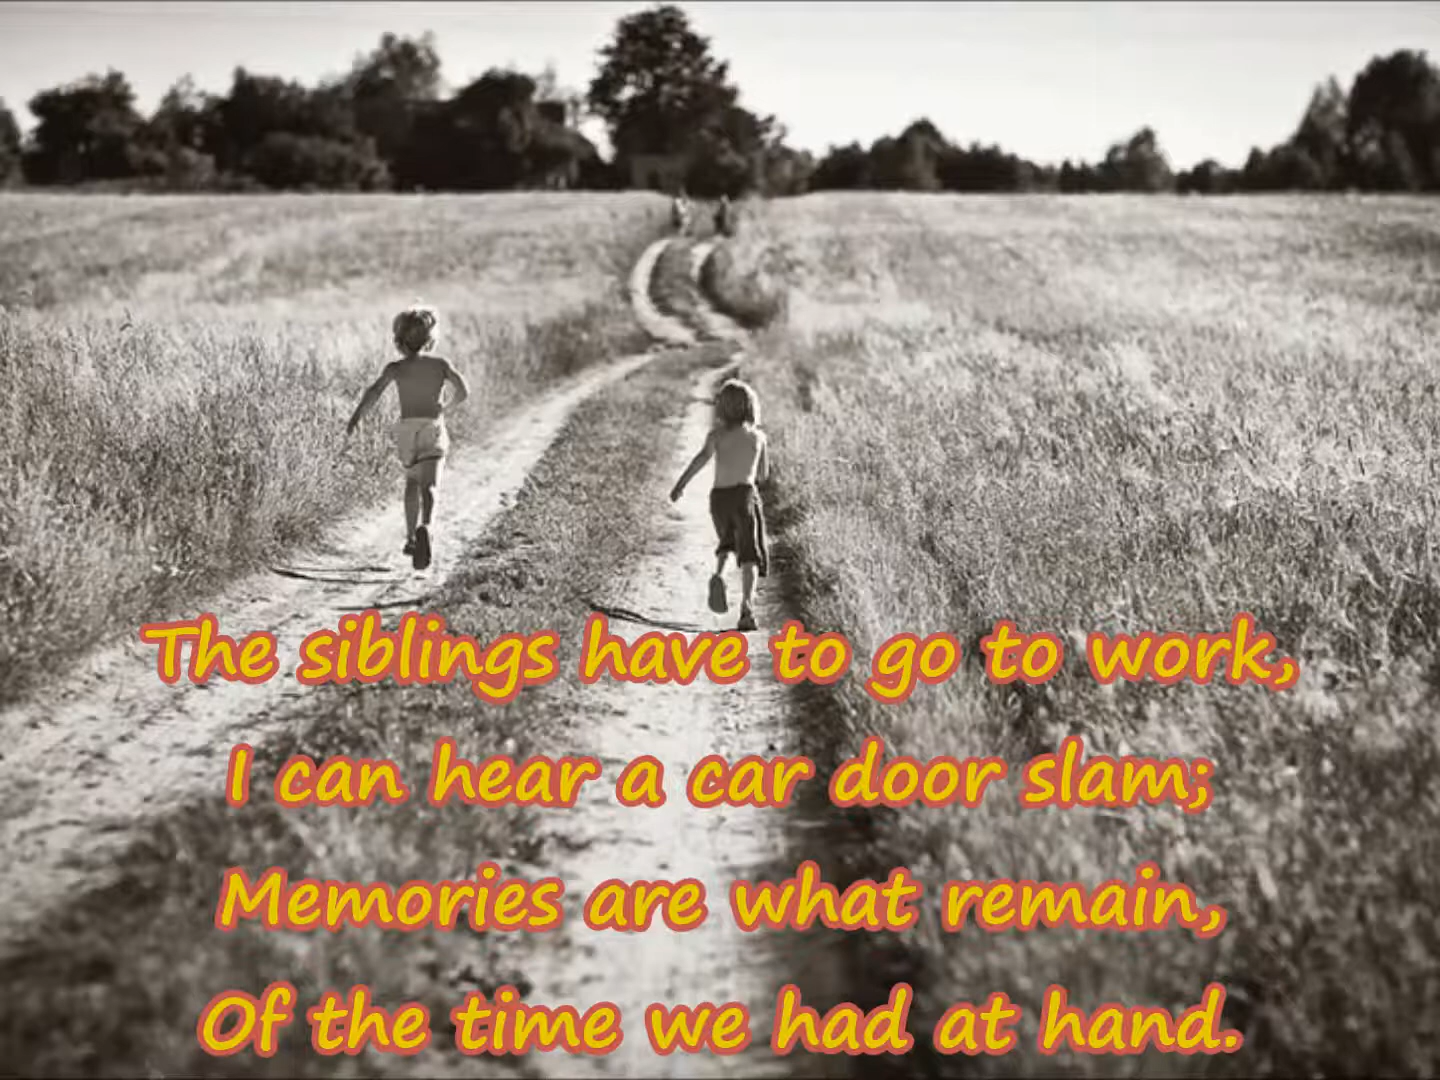 The siblings have to go to work,
I can hear a car door slam;
Memories are what remain,
Of the time we had at hand.